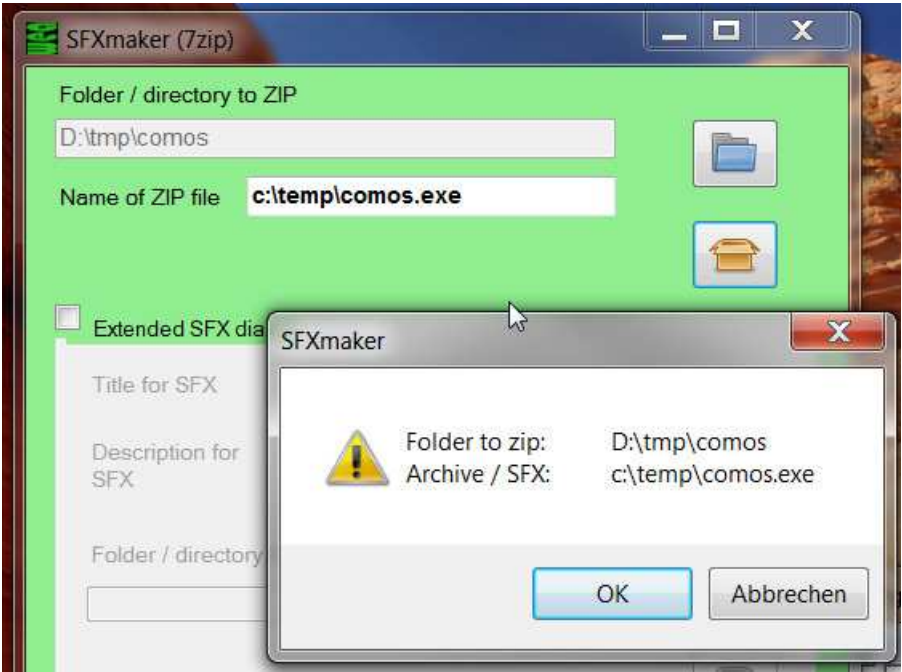 SFXmaker (7zip)
Folder / directory to ZIP
D:\tmp\comos
Name of ZIP file c:\temp\comos.exe
Extended SFX dia
SFXmaker
Title for SFX
Description for
SFX
Folder to zip: D:\tmp\comos
Archive / SFX: c:\temp\comos.exe
Folder / directory
OK Abbrechen